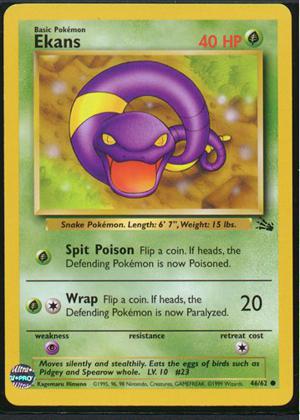 Basic Pokémon
Ekans
40 HP
Snake Pokémon. Length: 6' 7", Weight: 15 lbs.
Spit Poison Flip a coin. If heads, the
Defending Pokémon is now Poisoned.
Wrap Flip a coin. If heads, the
Defending Pokémon is now Paralyzed.
20
weakness resistance retreat cost
Moves silently and stealthily. Eats the eggs of birds such as
Pidgey and Spearow whole. LV. 10 #23
Kagemaru Himeno
©1995, 96, 98 Nintendo, Creatures, GAMEFREAK. ©1999 Wizards.
46/62
Ultra
PRO